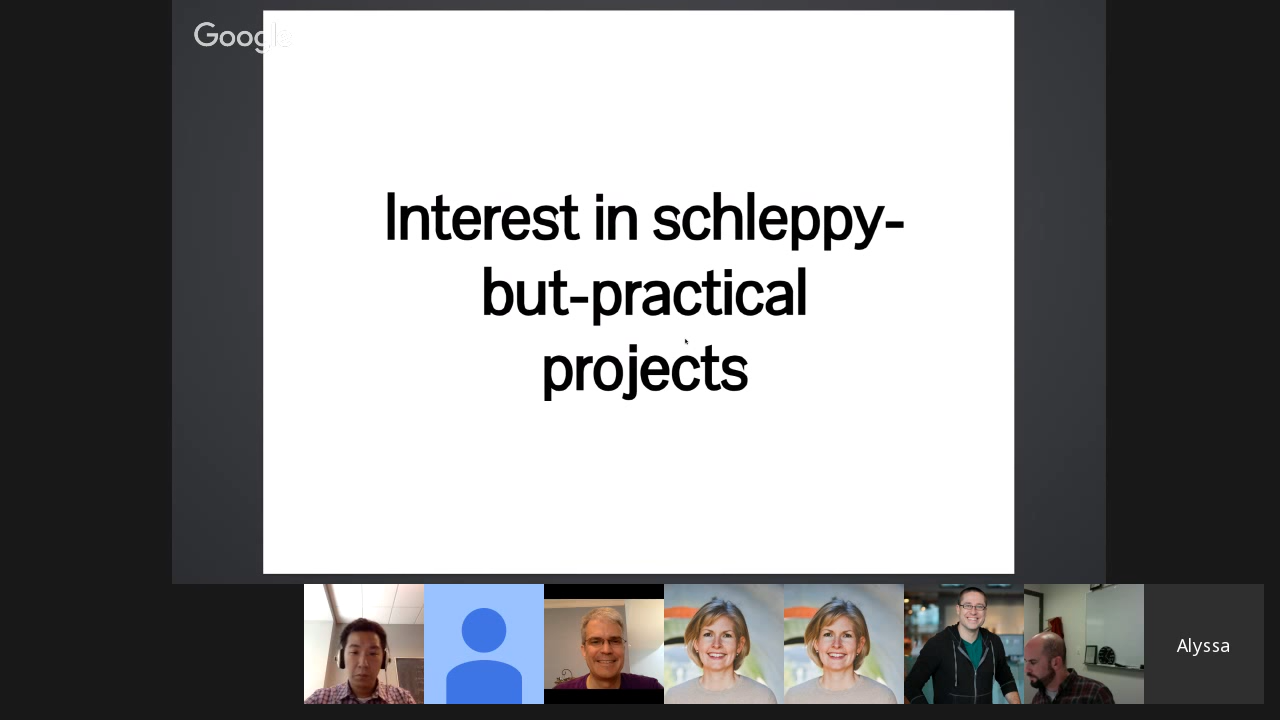 Google
Interest in schleppy-
but-practical
projects
Alyssa